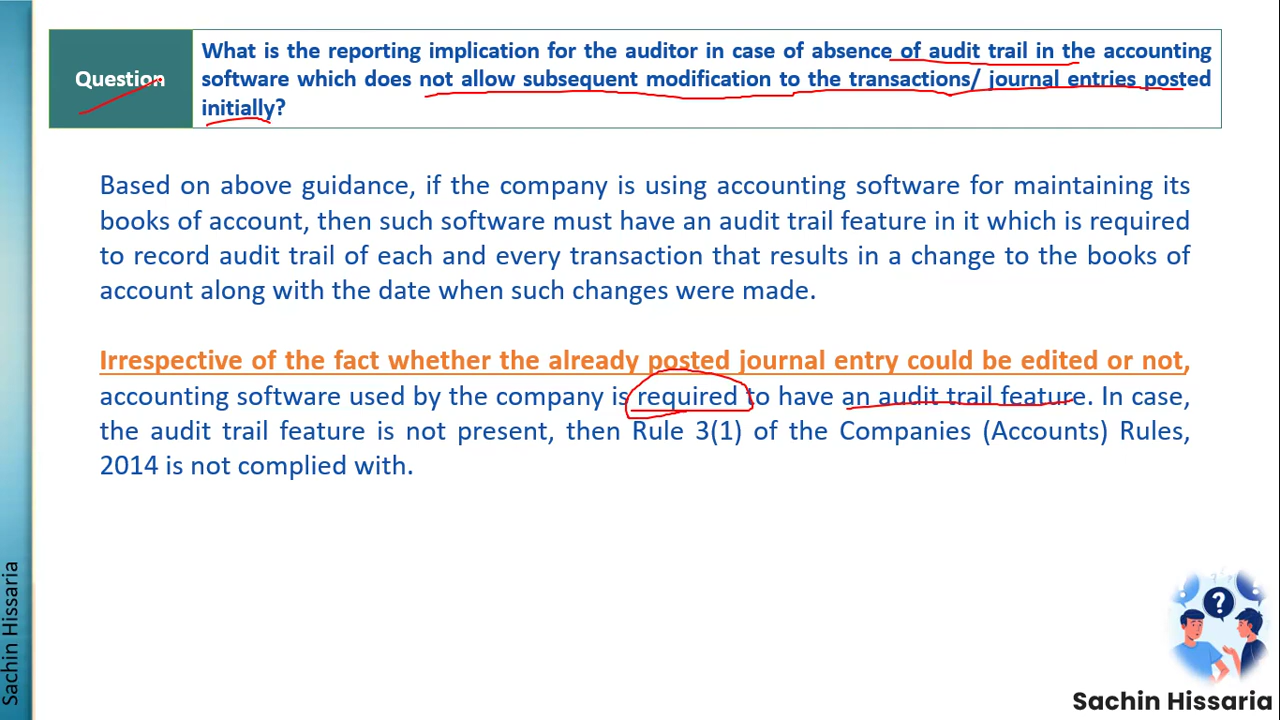 Question
What is the reporting implication for the auditor in case of absence of audit trail in the accounting
software which does not allow subsequent modification to the transactions/ journal entries posted
initially?
Based on above guidance, if the company is using accounting software for maintaining its
books of account, then such software must have an audit trail feature in it which is required
to record audit trail of each and every transaction that results in a change to the books of
account along with the date when such changes were made.
Irrespective of the fact whether the already posted journal entry could be edited or not,
accounting software used by the company is required to have an audit trail feature. In case,
the audit trail feature is not present, then Rule 3(1) of the Companies (Accounts) Rules,
2014 is not complied with.
Sachin Hissaria
?
Sachin Hissaria